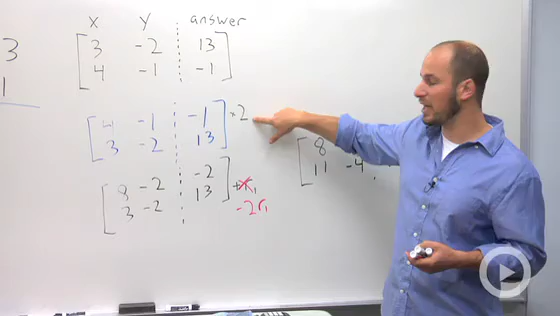 x y answer
3 -2 13
4 -1 -1
3
1
4 -1 -1 *2
3 -2 13
8 -2 -2
3 -2 13
-2r₁
8
11 -4